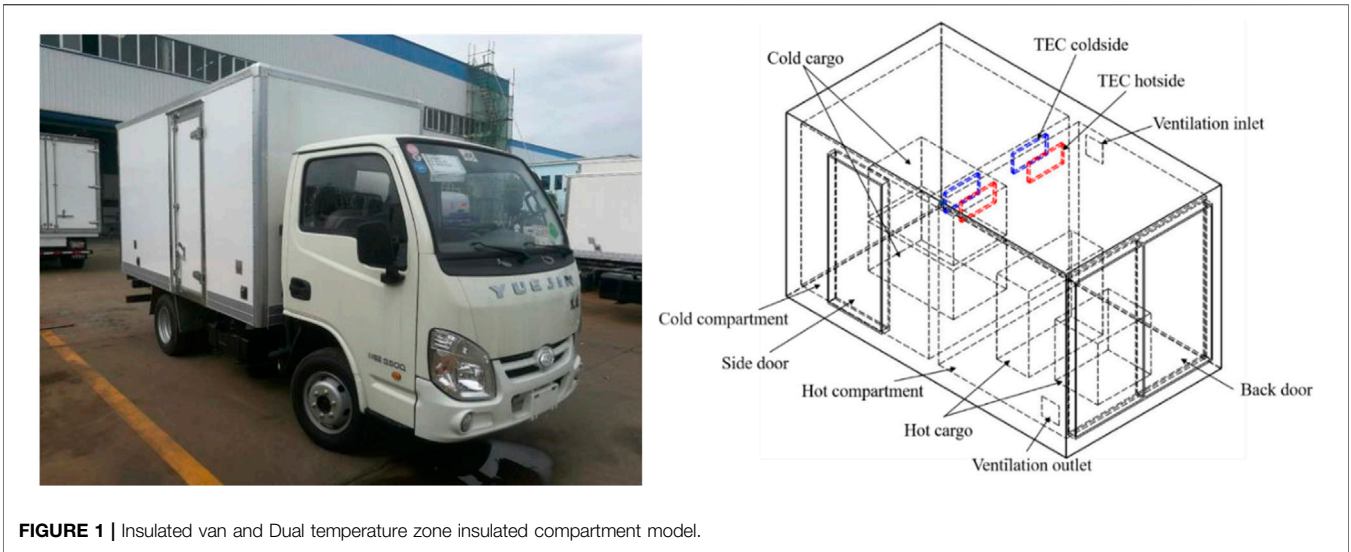 YUEJIN
Cold cargo
TEC coldside
TEC hotside
Ventilation inlet
Cold compartment
Side door
Hot compartment
Hot cargo
Back door
Ventilation outlet
FIGURE 1 | Insulated van and Dual temperature zone insulated compartment model.